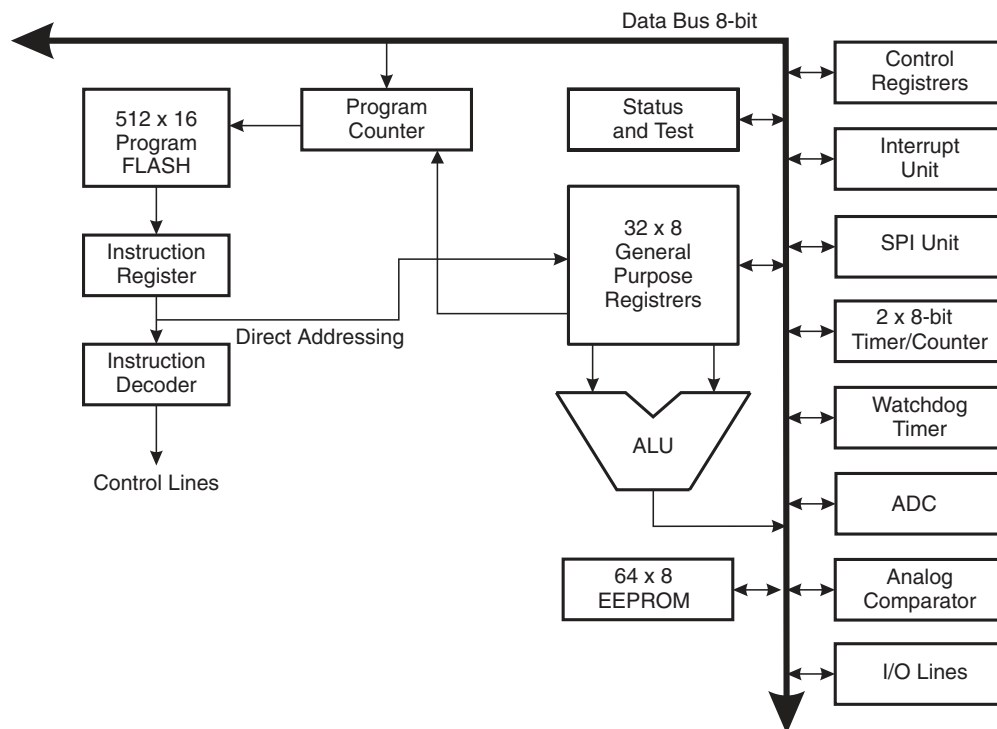 Data Bus 8-bit
512 x 16
Program
FLASH
Program
Counter
Status
and Test
Control
Registrers
Interrupt
Unit
32 x 8
General
Purpose
Registrers
SPI Unit
Instruction
Register
Direct Addressing
2 x 8-bit
Timer/Counter
Instruction
Decoder
Watchdog
Timer
ALU
Control Lines
ADC
64 x 8
EEPROM
Analog
Comparator
I/O Lines